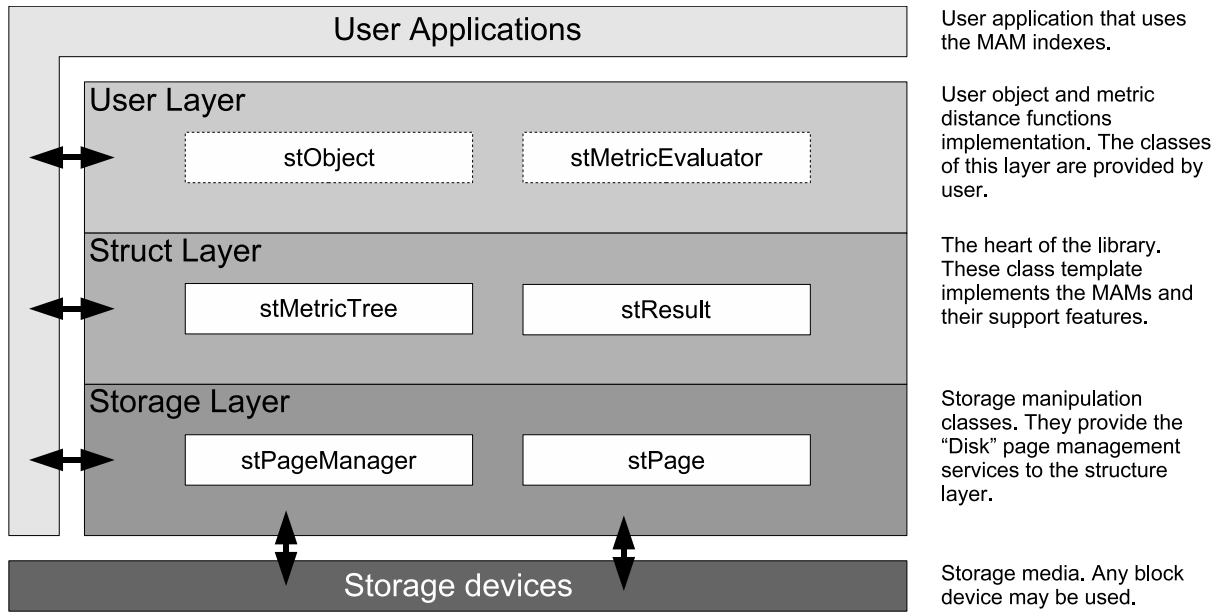 User Applications
User application that uses
the MAM indexes.
User Layer
stObject
stMetricEvaluator
User object and metric
distance functions
implementation. The classes
of this layer are provided by
user.
Struct Layer
stMetricTree
stResult
The heart of the library.
These class template
implements the MAMs and
their support features.
Storage Layer
stPageManager
stPage
Storage manipulation
classes. They provide the
“Disk” page management
services to the structure
layer.
Storage devices
Storage media. Any block
device may be used.